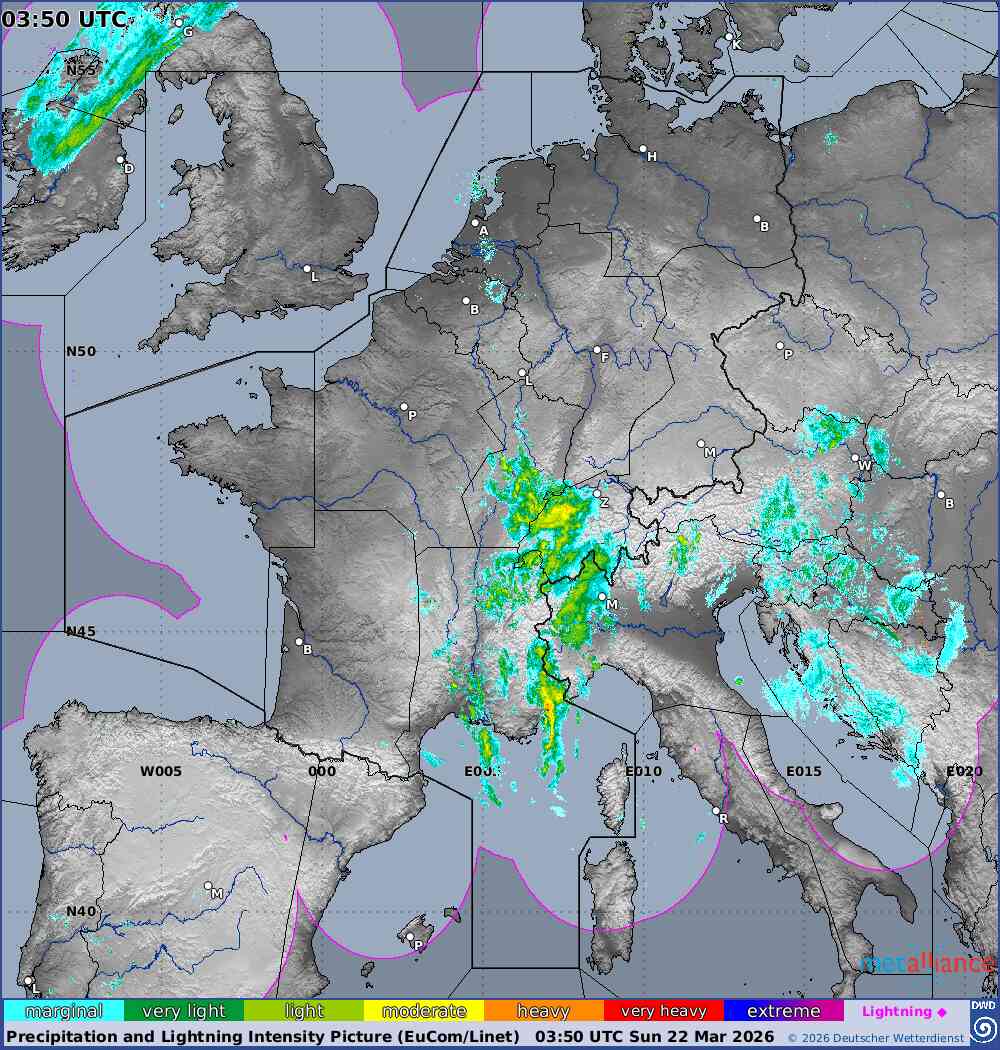 03:50 UTC
G
K
N55
D
H
A
B
L
B
N50
F
P
L
P
M
W
Z
B
M
N45
B
W005
000
E005
E010
E015
E020
R
M
N40
P
L
metalliance
marginal
very light
light
moderate
heavy
very heavy
extreme
Lightning ◆
DWD
Precipitation and Lightning Intensity Picture (EuCom/Linet) 03:50 UTC Sun 22 Mar 2026 © 2026 Deutscher Wetterdienst